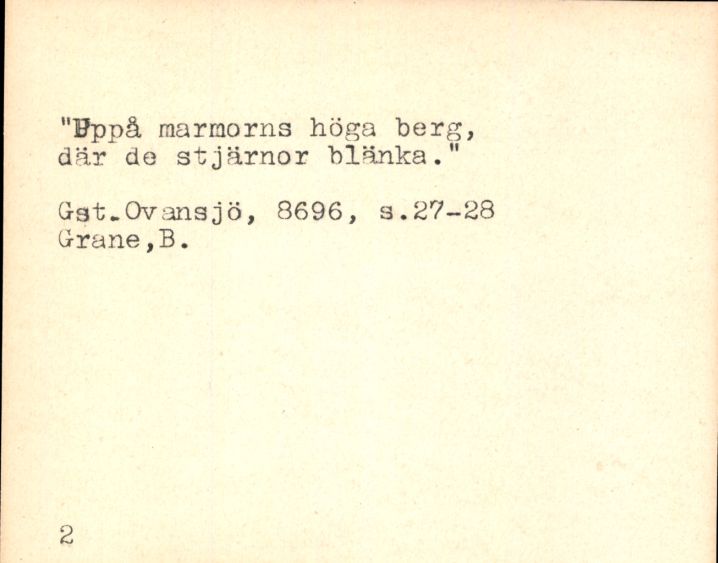 "Uppå marmorns höga berg,
där de stjärnor blänka."
Gst.Ovansjö, 8696, s.27-28
Grane,B.
2